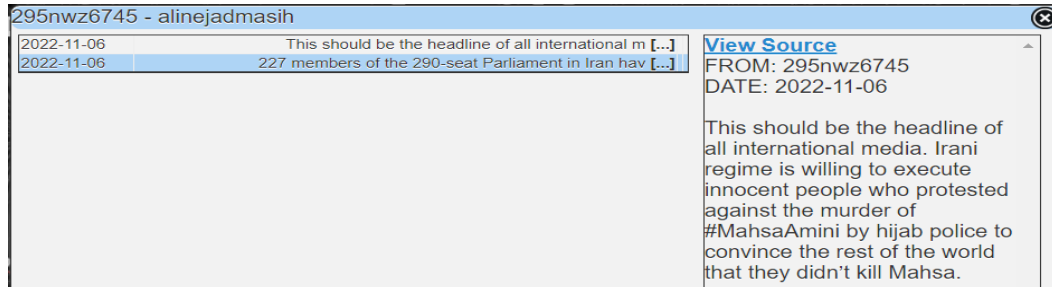 295nwz6745 - alinejadmasih
2022-11-06 This should be the headline of all international m [...]
2022-11-06 227 members of the 290-seat Parliament in Iran hav [...]
View Source
FROM: 295nwz6745
DATE: 2022-11-06
This should be the headline of
all international media. Irani
regime is willing to execute
innocent people who protested
against the murder of
#MahsaAmini by hijab police to
convince the rest of the world
that they didn't kill Mahsa.